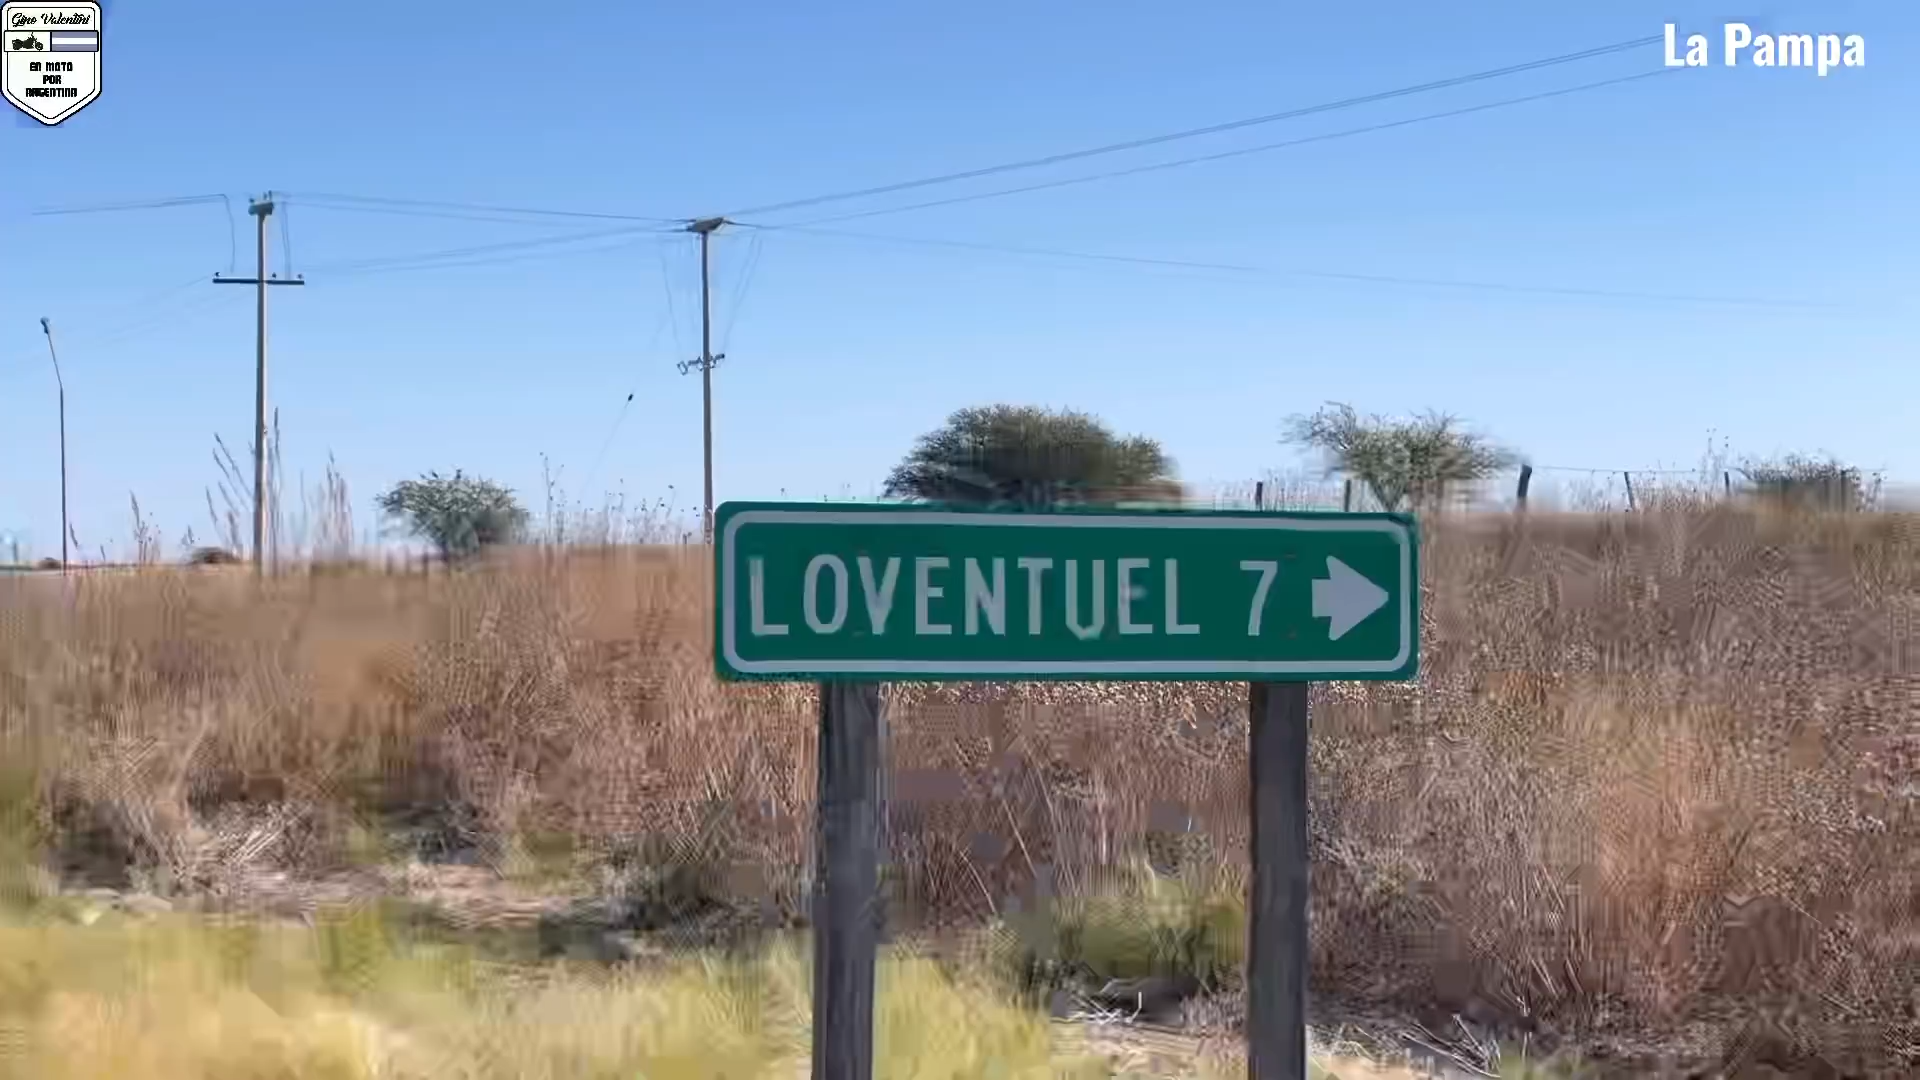 Gino Valentini
EN MOTO
POR
ARGENTINA
La Pampa
LOVENTUEL 7